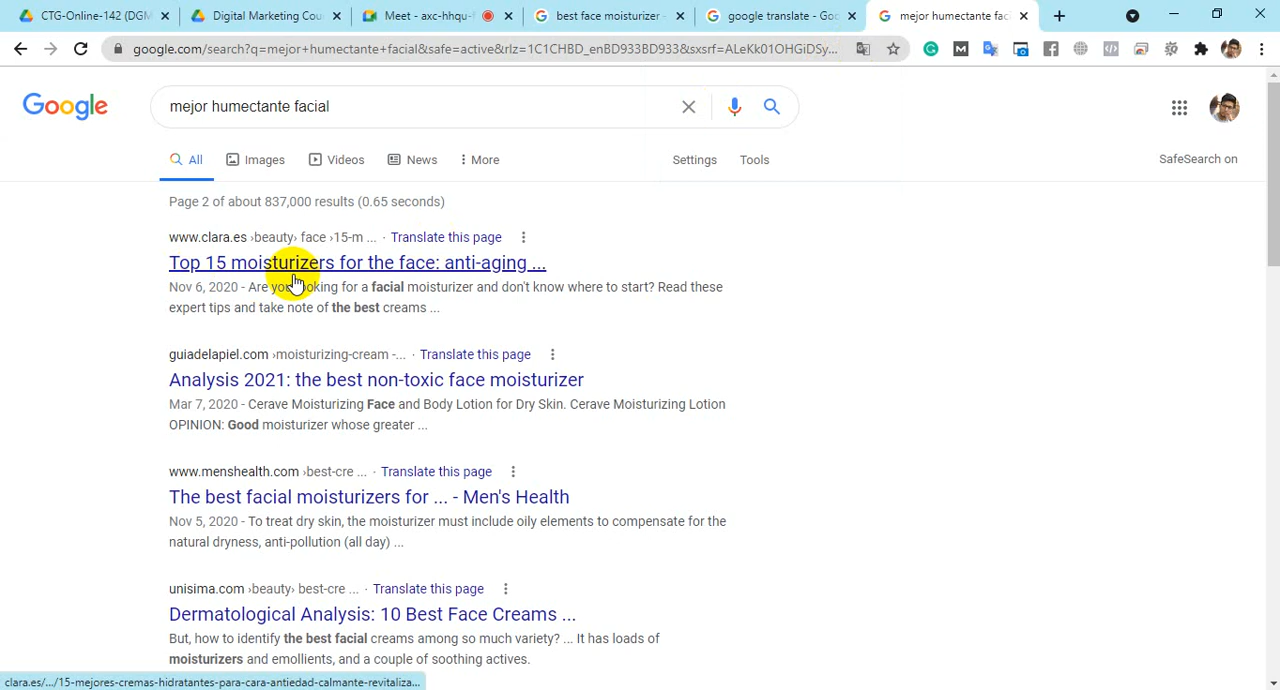 CTG-Online-142 (DGM
Digital Marketing Cou
Meet - axc-hhqu-f
best face moisturizer -
google translate - Goo
mejor humectante fac
google.com/search?q=mejor+humectante+facial&safe=active&rlz=1C1CHBD_enBD933BD933&sxsrf=ALeKk01OHGiDSy...
Google
mejor humectante facial
All
Images
Videos
News
More
Settings
Tools
SafeSearch on
Page 2 of about 837,000 results (0.65 seconds)
www.clara.es ›beauty› face ›15-m ... · Translate this page
Top 15 moisturizers for the face: anti-aging ...
Nov 6, 2020 - Are you looking for a facial moisturizer and don't know where to start? Read these
expert tips and take note of the best creams ...
guiadelapiel.com ›moisturizing-cream -... · Translate this page
Analysis 2021: the best non-toxic face moisturizer
Mar 7, 2020 - Cerave Moisturizing Face and Body Lotion for Dry Skin. Cerave Moisturizing Lotion
OPINION: Good moisturizer whose greater ...
www.menshealth.com ›best-cre ... · Translate this page
The best facial moisturizers for ... - Men's Health
Nov 5, 2020 - To treat dry skin, the moisturizer must include oily elements to compensate for the
natural dryness, anti-pollution (all day) ...
unisima.com ›beauty› best-cre ... · Translate this page
Dermatological Analysis: 10 Best Face Creams ...
But, how to identify the best facial creams among so much variety? ... It has loads of
moisturizers and emollients, and a couple of soothing actives.
clara.es/.../15-mejores-cremas-hidratantes-para-cara-antiedad-calmante-revitaliza...